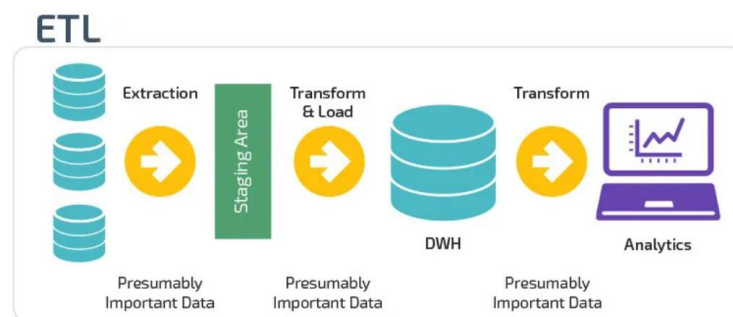 ETL
Extraction
Staging Area
Transform
& Load
DWH
Transform
Analytics
Presumably
Important Data
Presumably
Important Data
Presumably
Important Data